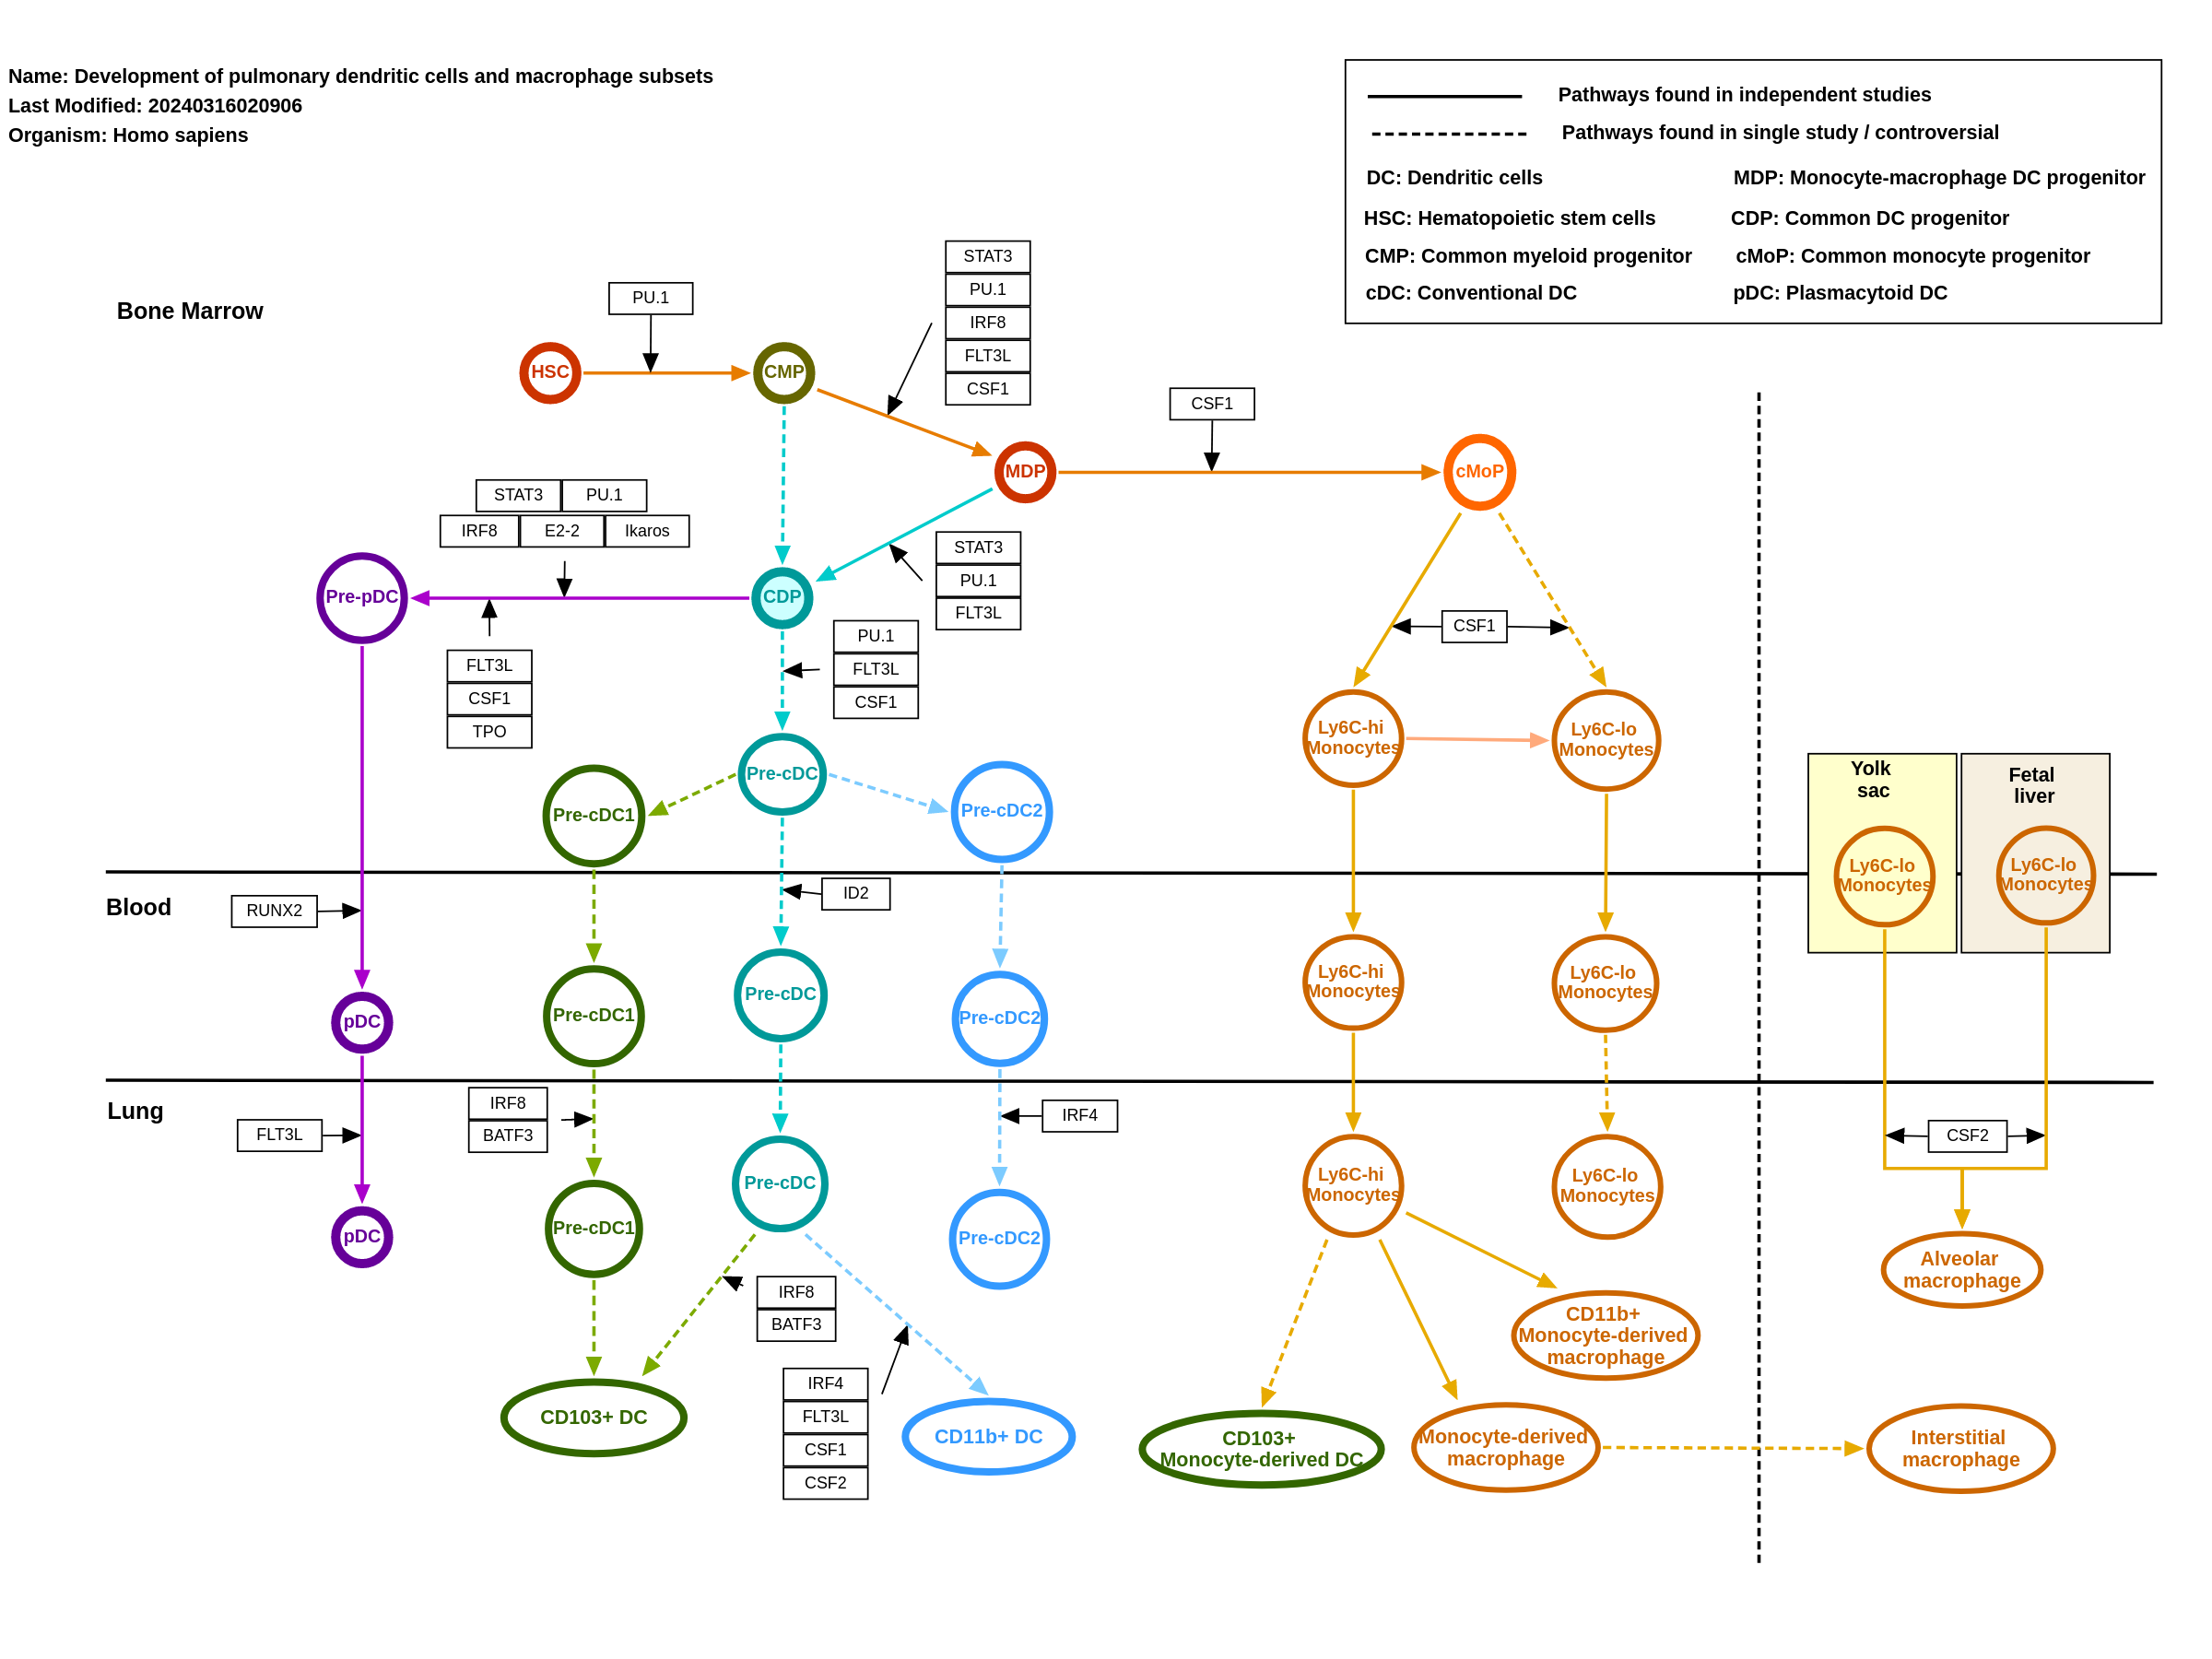 Name: Development of pulmonary dendritic cells and macrophage subsets
Last Modified: 20240316020906
Organism: Homo sapiens
Pathways found in independent studies
Pathways found in single study / controversial
DC: Dendritic cells
MDP: Monocyte-macrophage DC progenitor
HSC: Hematopoietic stem cells
CDP: Common DC progenitor
CMP: Common myeloid progenitor
cMoP: Common monocyte progenitor
cDC: Conventional DC
pDC: Plasmacytoid DC
Bone Marrow
PU.1
STAT3
PU.1
IRF8
FLT3L
CSF1
HSC
CMP
CSF1
MDP
cMoP
STAT3
PU.1
IRF8
E2-2
Ikaros
STAT3
PU.1
FLT3L
Pre-pDC
CDP
FLT3L
CSF1
TPO
PU.1
FLT3L
CSF1
CSF1
Ly6C-hi
Monocytes
Ly6C-lo
Monocytes
Pre-cDC
Pre-cDC1
Pre-cDC2
Yolk
sac
Fetal
liver
Ly6C-lo
Monocytes
Ly6C-lo
Monocytes
Blood
RUNX2
ID2
pDC
Pre-cDC1
Pre-cDC
Pre-cDC2
Ly6C-hi
Monocytes
Ly6C-lo
Monocytes
Lung
FLT3L
IRF8
BATF3
IRF4
CSF2
pDC
Pre-cDC1
Pre-cDC
Pre-cDC2
Ly6C-hi
Monocytes
Ly6C-lo
Monocytes
Alveolar
macrophage
IRF8
BATF3
CD11b+
Monocyte-derived
macrophage
IRF4
FLT3L
CSF1
CSF2
CD103+ DC
CD11b+ DC
CD103+
Monocyte-derived DC
Monocyte-derived
macrophage
Interstitial
macrophage